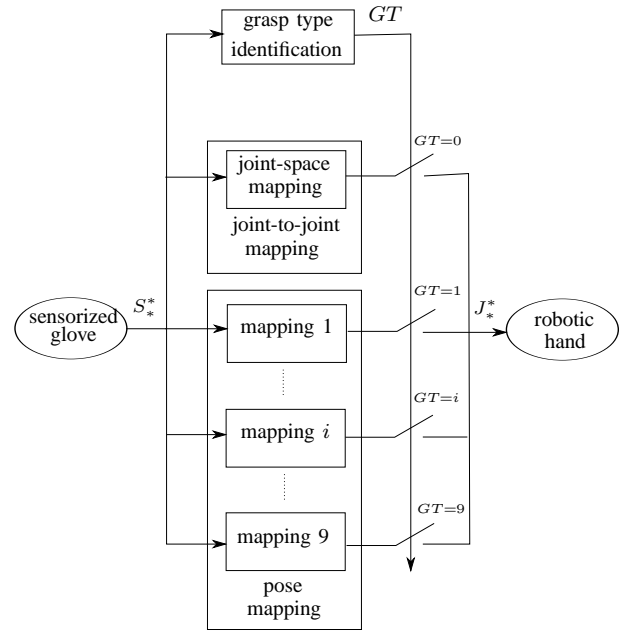 grasp type
identification
GT
GT=0
joint-space
mapping
joint-to-joint
mapping
sensorized
glove
S*
*
mapping 1
GT=1
J*
*
robotic
hand
mapping i
GT=i
mapping 9
GT=9
pose
mapping